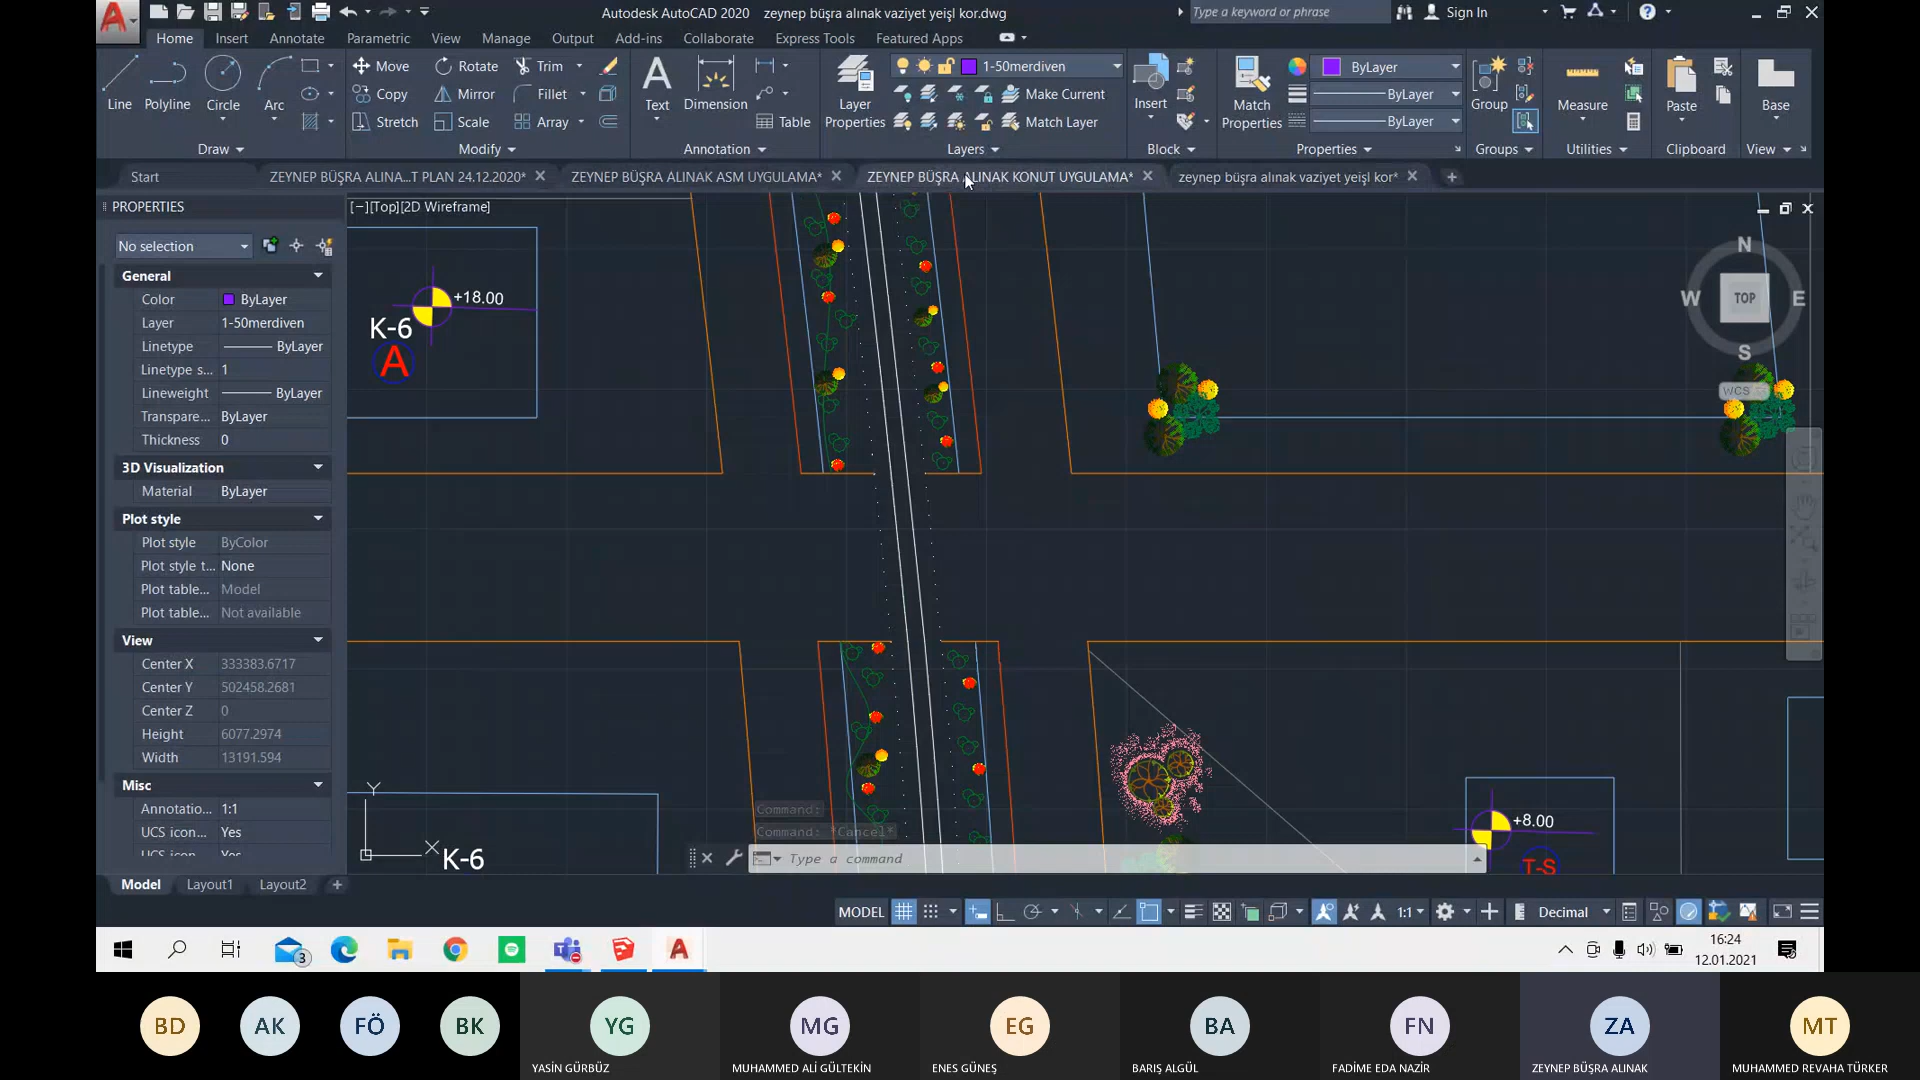 Autodesk AutoCAD 2020 zeynep büşra alınak vaziyet yeişl kor.dwg
Type a keyword or phrase
Sign In
Home Insert Annotate Parametric View Manage Output Add-ins Collaborate Express Tools Featured Apps
Line Polyline Circle Arc
Move Rotate Trim
Copy Mirror Fillet
Stretch Scale Array
Text Dimension Table
Layer Properties
1-50merdiven
Make Current
Match Layer
Insert
Match Properties
ByLayer
ByLayer
ByLayer
Group
Measure
Paste
Base
Draw Modify Annotation Layers Block Properties Groups Utilities Clipboard View
Start ZEYNEP BÜŞRA ALINA...T PLAN 24.12.2020* ZEYNEP BÜŞRA ALINAK ASM UYGULAMA* ZEYNEP BÜŞRA ALINAK KONUT UYGULAMA* zeynep büşra alınak vaziyet yeişl kor*
PROPERTIES
[−][Top][2D Wireframe]
No selection
General
Color ByLayer
Layer 1-50merdiven
Linetype ByLayer
Linetype s... 1
Lineweight ByLayer
Transpare... ByLayer
Thickness 0
3D Visualization
Material ByLayer
Plot style
Plot style ByColor
Plot style t... None
Plot table... Model
Plot table... Not available
View
Center X 333383.6717
Center Y 502458.2681
Center Z 0
Height 6077.2974
Width 13191.594
Misc
Annotatio... 1:1
UCS icon... Yes
UCS icon... Yes
+18.00
K-6
A
N
W TOP E
S
WCS
+8.00
T-S
Y
X K-6
Command:
Command: *Cancel*
Type a command
Model Layout1 Layout2 +
MODEL 1:1 Decimal
3
16:24
12.01.2021
BD AK FÖ BK YG MG EG BA FN ZA MT
YASİN GÜRBÜZ MUHAMMED ALİ GÜLTEKİN ENES GÜNEŞ BARIŞ ALGÜL FADİME EDA NAZİR ZEYNEP BÜŞRA ALINAK MUHAMMED REVAHA TÜRKER